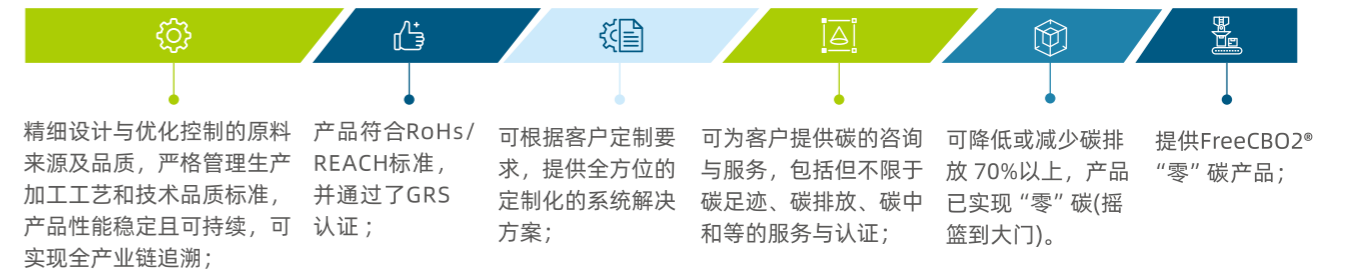 精细设计与优化控制的原料
来源及品质，严格管理生产
加工工艺和技术品质标准，
产品性能稳定且可持续，可
实现全产业链追溯；
产品符合RoHs/
REACH标准，
并通过了GRS
认证；
可根据客户定制要
求，提供全方位的
定制化的系统解决
方案；
可为客户提供碳的咨询
与服务，包括但不限于
碳足迹、碳排放、碳中
和等的服务与认证；
可降低或减少碳排
放 70%以上，产品
已实现“零”碳(摇
篮到大门)。
提供FreeCBO2®
“零”碳产品；